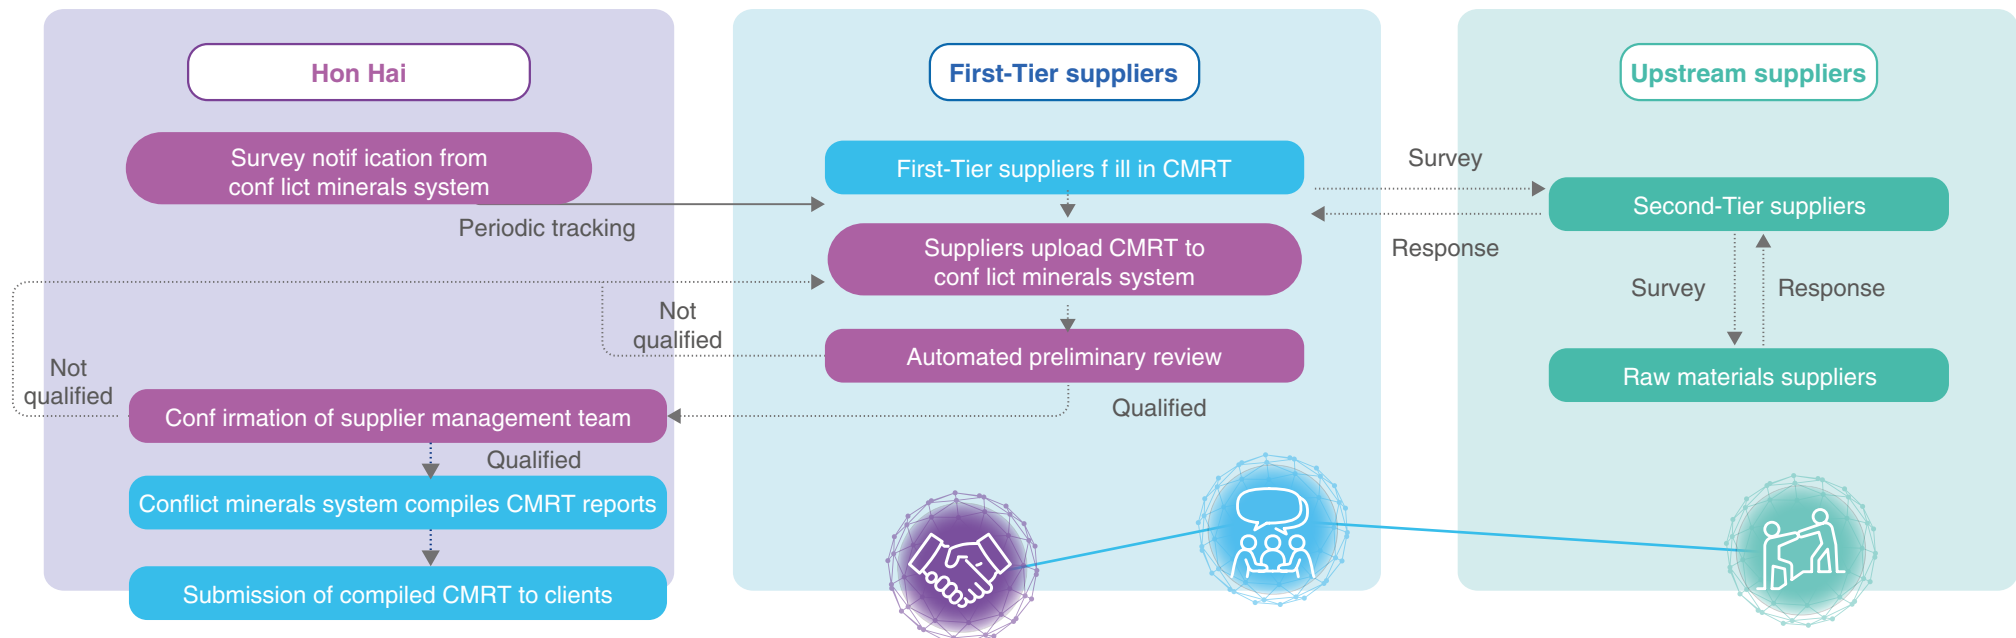 Hon Hai
Survey notif ication from
conf lict minerals system
Periodic tracking
Not
qualified
Conf irmation of supplier management team
Qualified
Conflict minerals system compiles CMRT reports
Submission of compiled CMRT to clients
First-Tier suppliers
First-Tier suppliers f ill in CMRT
Suppliers upload CMRT to
conf lict minerals system
Not
qualified
Automated preliminary review
Qualified
Survey
Response
Upstream suppliers
Second-Tier suppliers
Survey
Response
Raw materials suppliers